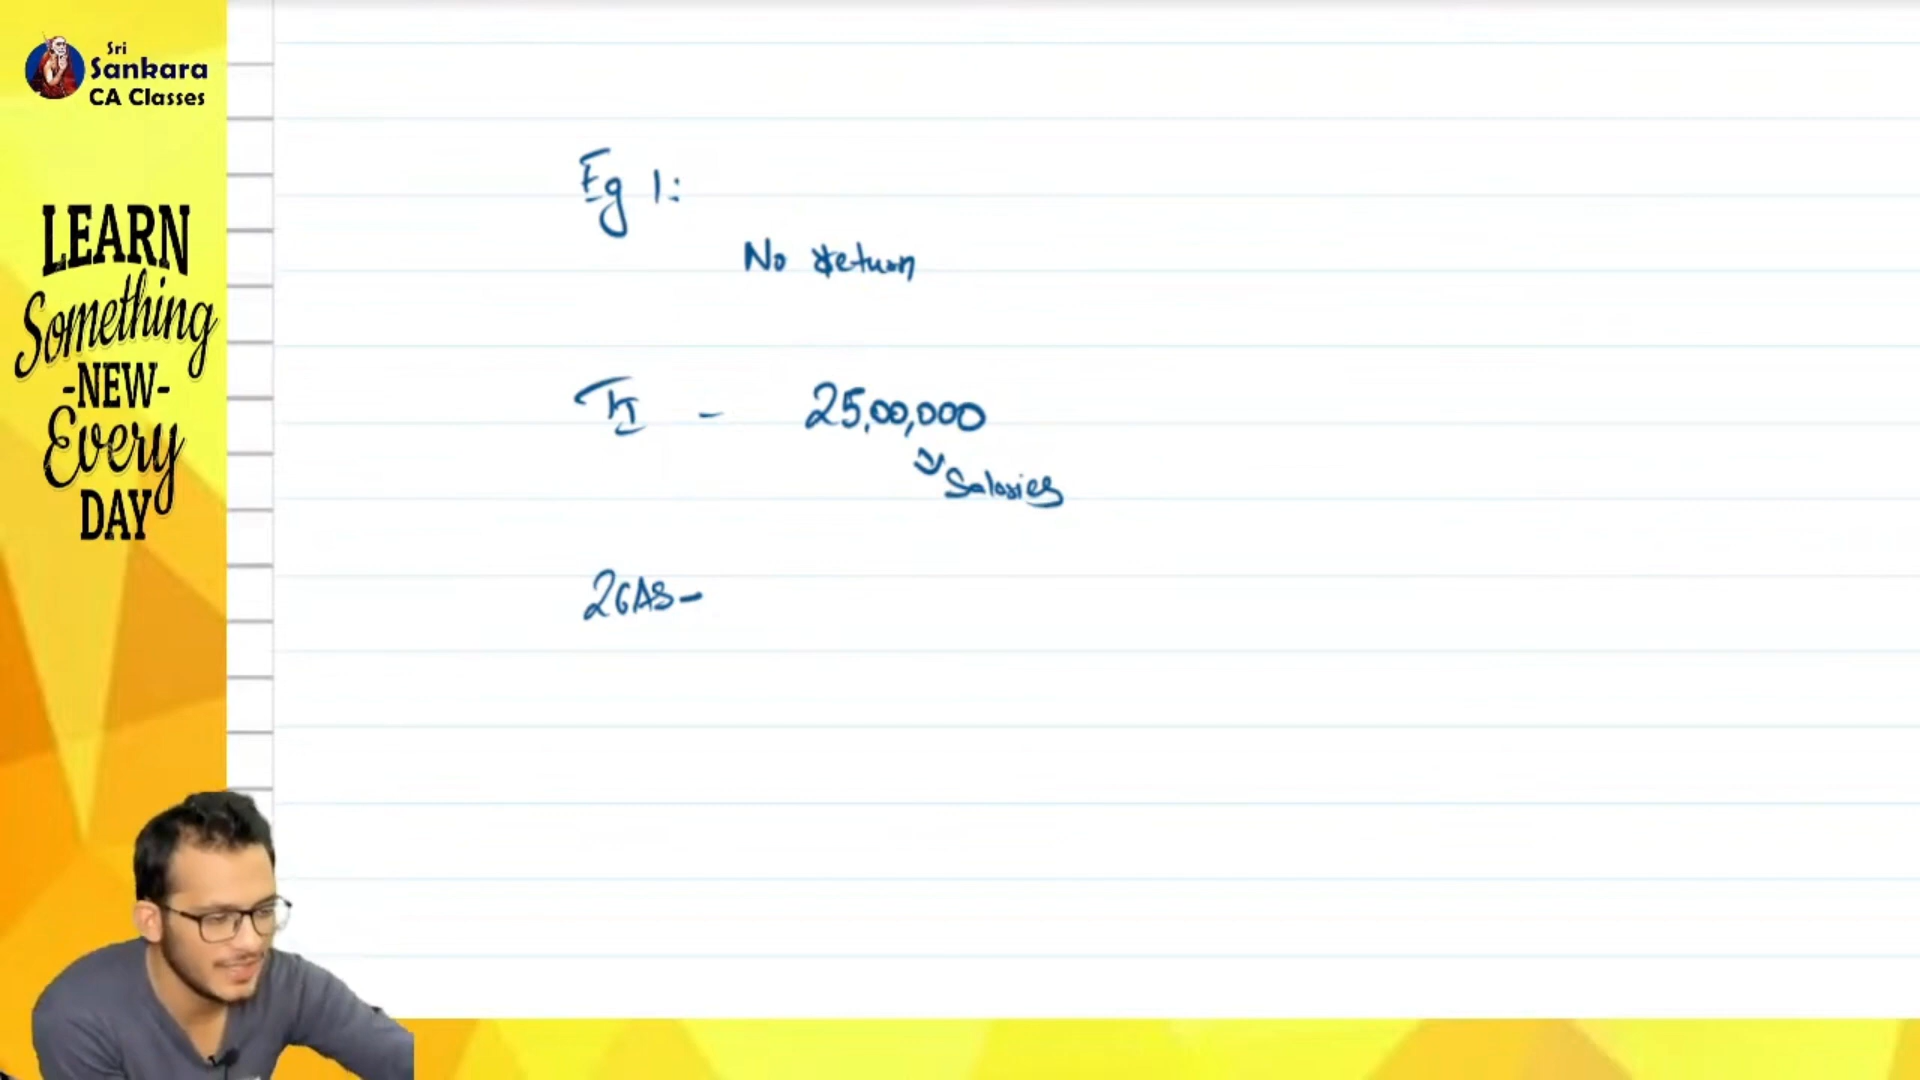 Sri
Sankara
CA Classes
LEARN
Something
-NEW-
Every
DAY
Eg 1:
No return
TI - 25,00,000
Salaries
26AS-